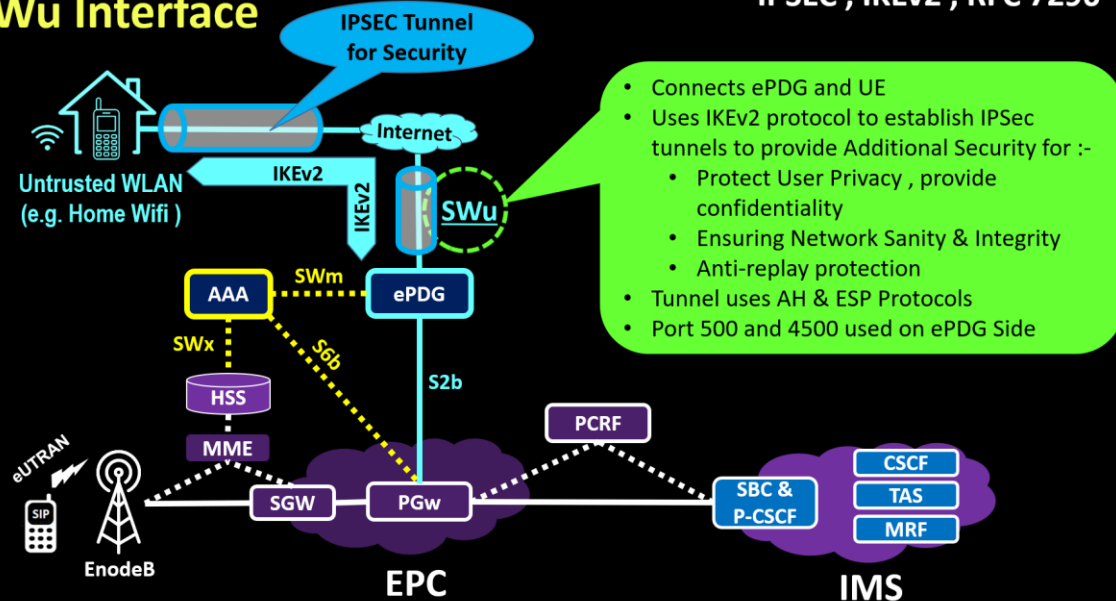 Wu Interface
IPSEC , IKEv2 , RFC 7296
IPSEC Tunnel
for Security
• Connects ePDG and UE
• Uses IKEv2 protocol to establish IPSec
tunnels to provide Additional Security for :-
• Protect User Privacy , provide
confidentiality
• Ensuring Network Sanity & Integrity
• Anti-replay protection
• Tunnel uses AH & ESP Protocols
• Port 500 and 4500 used on ePDG Side
Internet
IKEv2
IKEv2
Untrusted WLAN
(e.g. Home Wifi )
SWu
AAA
SWm
ePDG
SWx
S6b
S2b
HSS
MME
PCRF
eUTRAN
SIP
EnodeB
SGW
PGw
EPC
SBC &
P-CSCF
CSCF
TAS
MRF
IMS